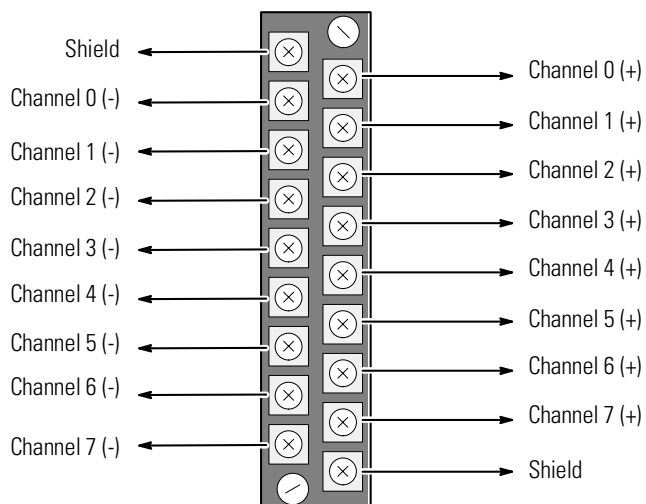 Shield
Channel 0 (-)
Channel 1 (-)
Channel 2 (-)
Channel 3 (-)
Channel 4 (-)
Channel 5 (-)
Channel 6 (-)
Channel 7 (-)
Channel 0 (+)
Channel 1 (+)
Channel 2 (+)
Channel 3 (+)
Channel 4 (+)
Channel 5 (+)
Channel 6 (+)
Channel 7 (+)
Shield